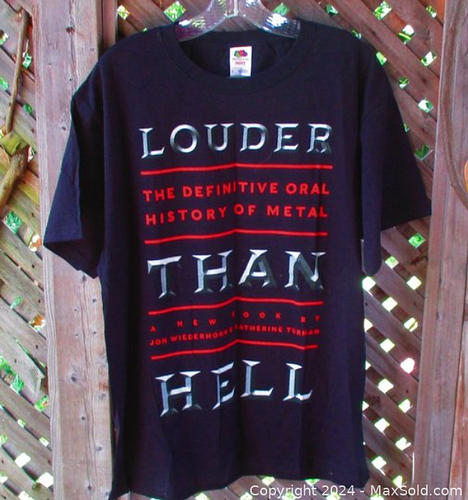 LOUDER
THE DEFINITIVE ORAL
HISTORY OF METAL
THAN
A NEW BOOK BY
JON WIEDERHORN & KATHERINE TURMAN
HELL
Copyright © 2024 - MaxSold.com